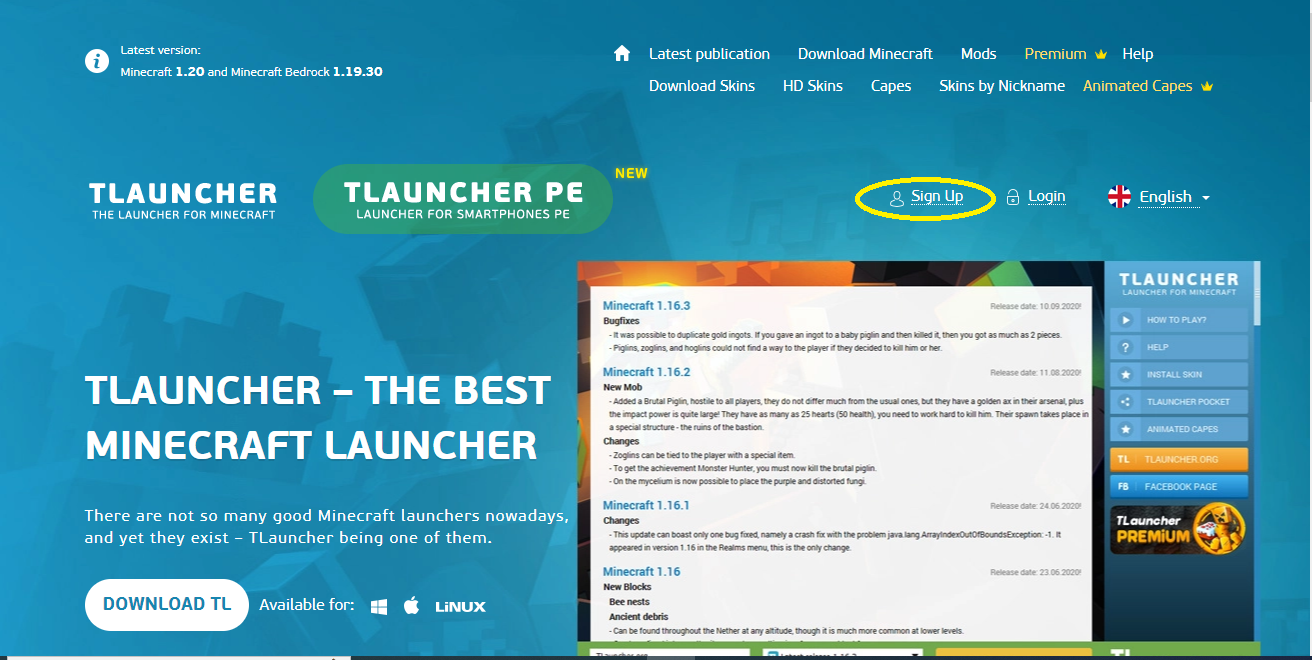 Latest version:
Minecraft 1.20 and Minecraft Bedrock 1.19.30
Latest publication Download Minecraft Mods Premium Help
Download Skins HD Skins Capes Skins by Nickname Animated Capes
TLAUNCHER
THE LAUNCHER FOR MINECRAFT
TLAUNCHER PE
LAUNCHER FOR SMARTPHONES PE
NEW
Sign Up Login English
TLAUNCHER – THE BEST
MINECRAFT LAUNCHER
There are not so many good Minecraft launchers nowadays,
and yet they exist – TLauncher being one of them.
DOWNLOAD TL Available for: LiNUX
Minecraft 1.16.3 Release date: 10.09.2020!
Bugfixes
- It was possible to duplicate gold ingots. If you gave an ingot to a baby piglin and then killed it, then you got as much as 2 pieces.
- Piglins, zoglins, and hoglins could not find a way to the player if they decided to kill him or her.
Minecraft 1.16.2 Release date: 11.08.2020!
New Mob
- Added a Brutal Piglin, hostile to all players, they do not differ much from the usual ones, but they have a golden ax in their arsenal, plus
the impact power is quite large! They have as many as 25 hearts (50 health), you need to work hard to kill him. Their spawn takes place in
a special structure - the ruins of the bastion.
Changes
- Zoglins can be tied to the player with a special item.
- To get the achievement Monster Hunter, you must now kill the brutal piglin.
- On the mycelium is now possible to place the purple and distorted fungi.
Minecraft 1.16.1 Release date: 24.06.2020!
Changes
- This update can boast only one bug fixed, namely a crash fix with the problem java.lang.ArrayIndexOutOfBoundsException: -1. It
appeared in version 1.16 in the Realms menu, this is the only change.
Minecraft 1.16 Release date: 23.06.2020!
New Blocks
Bee nests
Ancient debris
- Can be found throughout the Nether at any altitude, though it is much more common at lower levels.
TLAUNCHER
LAUNCHER FOR MINECRAFT
HOW TO PLAY?
HELP
INSTALL SKIN
TLAUNCHER POCKET
ANIMATED CAPES
TL TLAUNCHER.ORG
FB FACEBOOK PAGE
TLauncher
PREMiUM